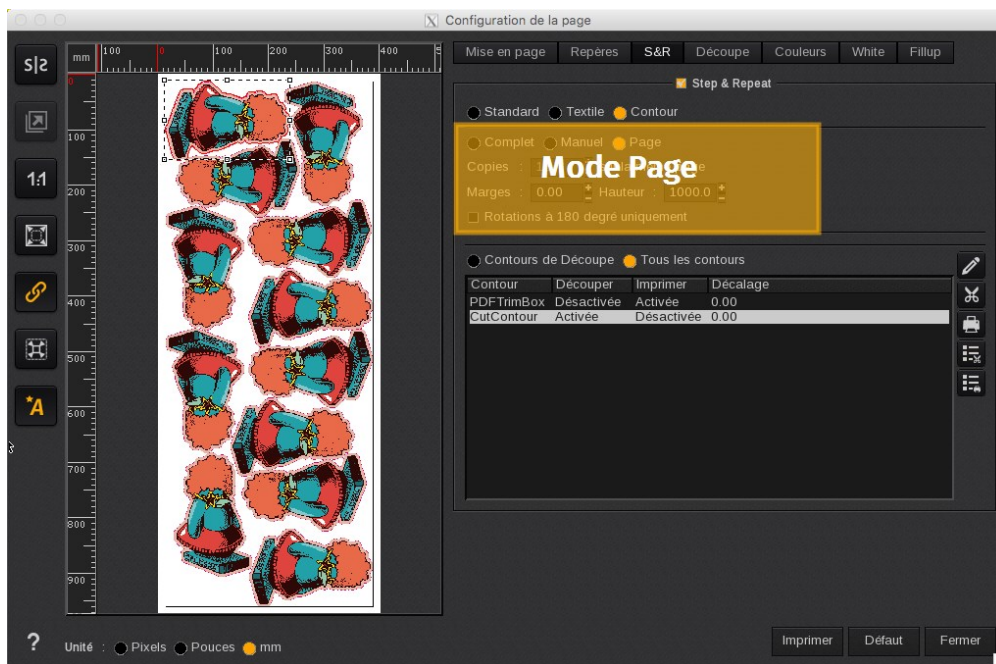 Configuration de la page
Mise en page Repères S&R Découpe Couleurs White Fillup
mm 100 0 100 200 300 400 5
0
100
200
300
400
500
600
700
800
900
S|S
1:1
*A
Step & Repeat
Standard Textile Contour
Complet Manuel Page
Copies :
Mode Page
Marges : 0.00 Hauteur : 1000.0
Rotations à 180 degré uniquement
Contours de Découpe Tous les contours
Contour Découper Imprimer Décalage
PDFTrimBox Désactivée Activée 0.00
CutContour Activée Désactivée 0.00
? Unité : Pixels Pouces mm
Imprimer Défaut Fermer